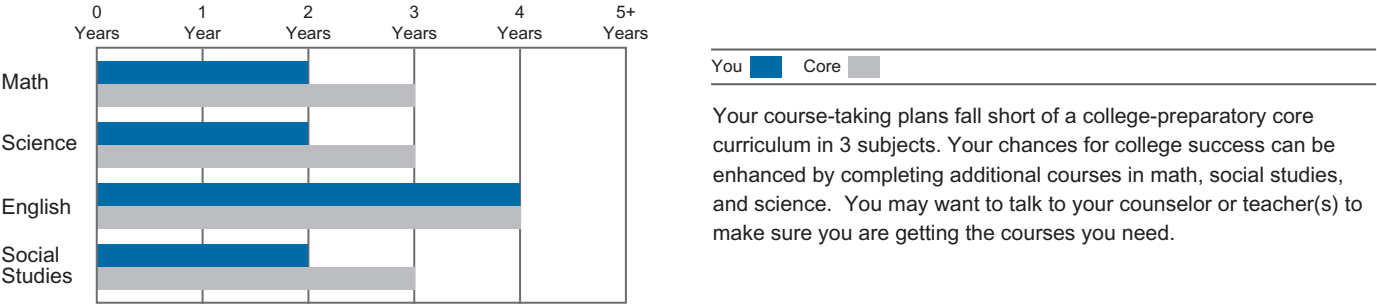 0 1 2 3 4 5+
Years Year Years Years Years Years
Math
Science
English
Social
Studies
You Core
Your course-taking plans fall short of a college-preparatory core
curriculum in 3 subjects. Your chances for college success can be
enhanced by completing additional courses in math, social studies,
and science.  You may want to talk to your counselor or teacher(s) to
make sure you are getting the courses you need.